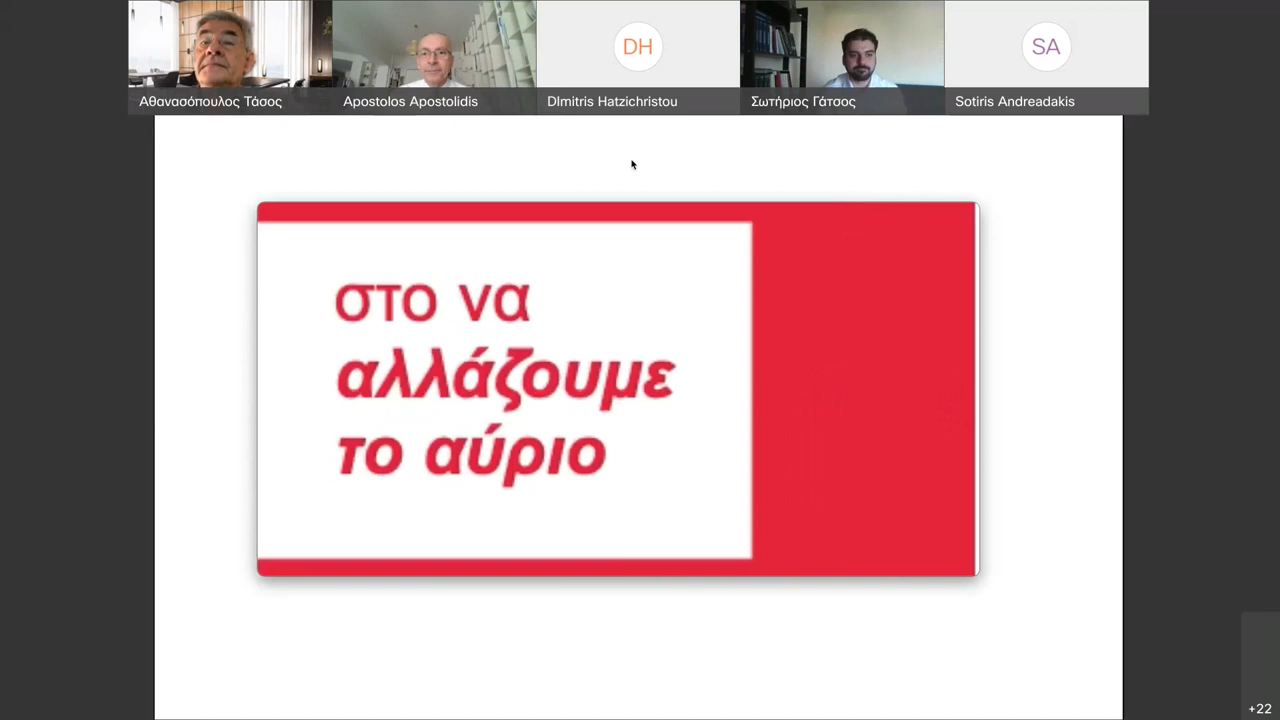 DH
SA
Αθανασόπουλος Τάσος
Apostolos Apostolidis
DImitris Hatzichristou
Σωτήριος Γάτσος
Sotiris Andreadakis
στο να
αλλάζουμε
το αύριο
+22